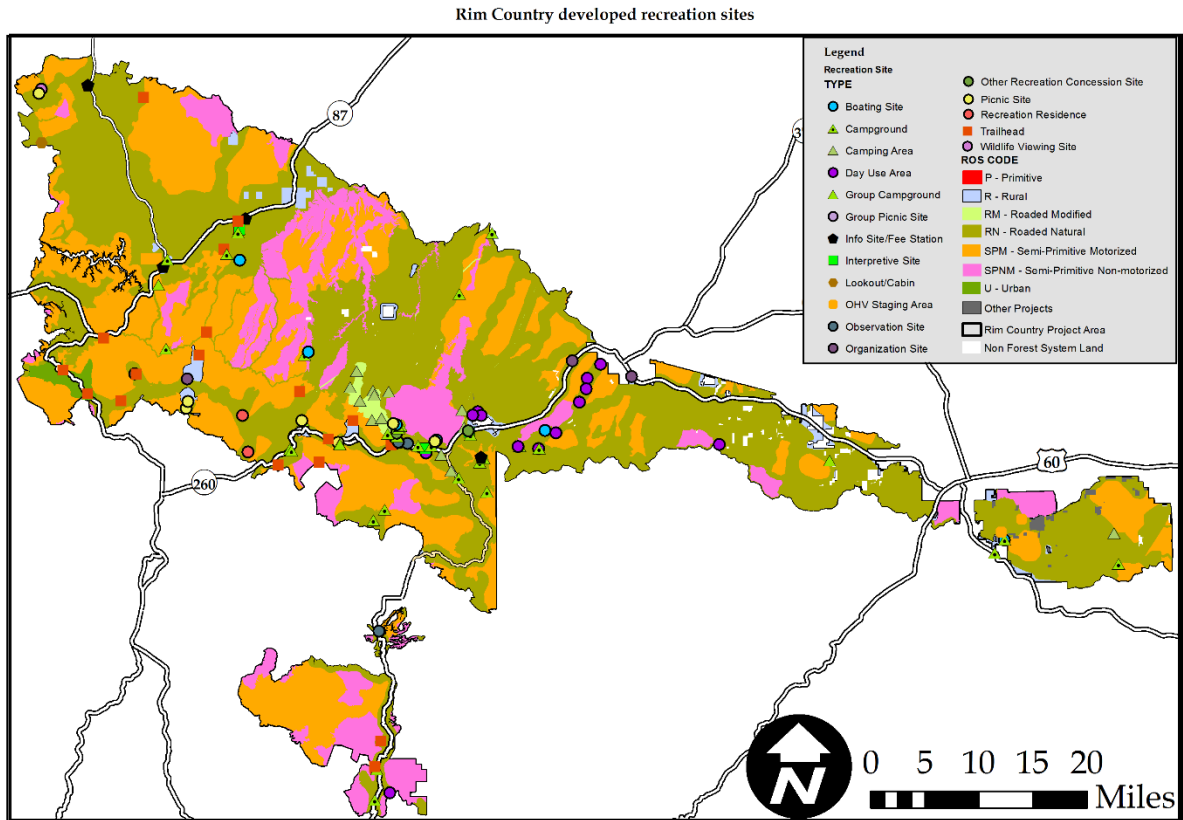 Rim Country developed recreation sites
Legend
Recreation Site
TYPE
Boating Site
Campground
Camping Area
Day Use Area
Group Campground
Group Picnic Site
Info Site/Fee Station
Interpretive Site
Lookout/Cabin
OHV Staging Area
Observation Site
Organization Site
Other Recreation Concession Site
Picnic Site
Recreation Residence
Trailhead
Wildlife Viewing Site
ROS CODE
P - Primitive
R - Rural
RM - Roaded Modified
RN - Roaded Natural
SPM - Semi-Primitive Motorized
SPNM - Semi-Primitive Non-motorized
U - Urban
Other Projects
Rim Country Project Area
Non Forest System Land
87
260
60
N
0 5 10 15 20
Miles